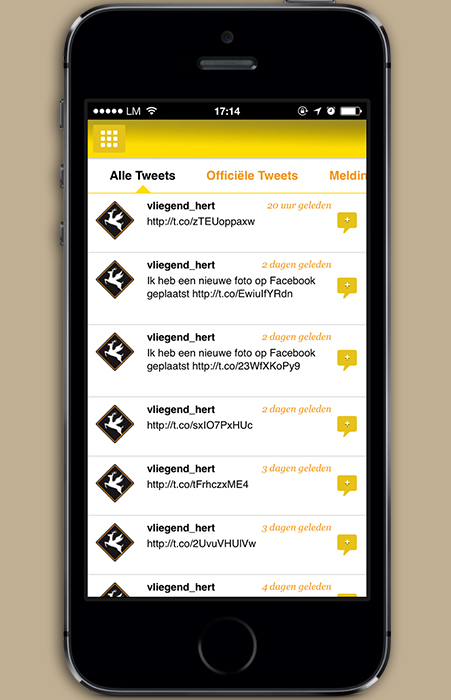 LM 17:14
Alle Tweets Officiële Tweets Meldin
vliegend_hert 20 uur geleden
http://t.co/zTEUoppaxw
vliegend_hert 2 dagen geleden
Ik heb een nieuwe foto op Facebook
geplaatst http://t.co/EwiuIfYRdn
vliegend_hert 2 dagen geleden
Ik heb een nieuwe foto op Facebook
geplaatst http://t.co/23WfXKoPy9
vliegend_hert 2 dagen geleden
http://t.co/sxIO7PxHUc
vliegend_hert 3 dagen geleden
http://t.co/tFrhczxME4
vliegend_hert 3 dagen geleden
http://t.co/2UvuVHUlVw
vliegend_hert 4 dagen geleden